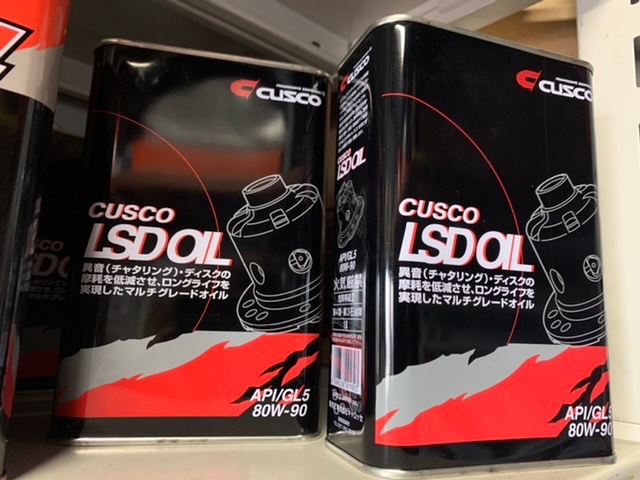 CUSCO
CUSCO
LSD OIL
異音(チャタリング)・ディスクの
摩耗を低減させ、ロングライフを
実現したマルチグレードオイル
API/GL5
80W-90
CUSCO
CUSCO
LSD OIL
異音(チャタリング)・ディスクの
摩耗を低減させ、ロングライフを
実現したマルチグレードオイル
API/GL5
80W-90
CUSCO
LSD OIL
API/GL5
80W-90
火気厳禁